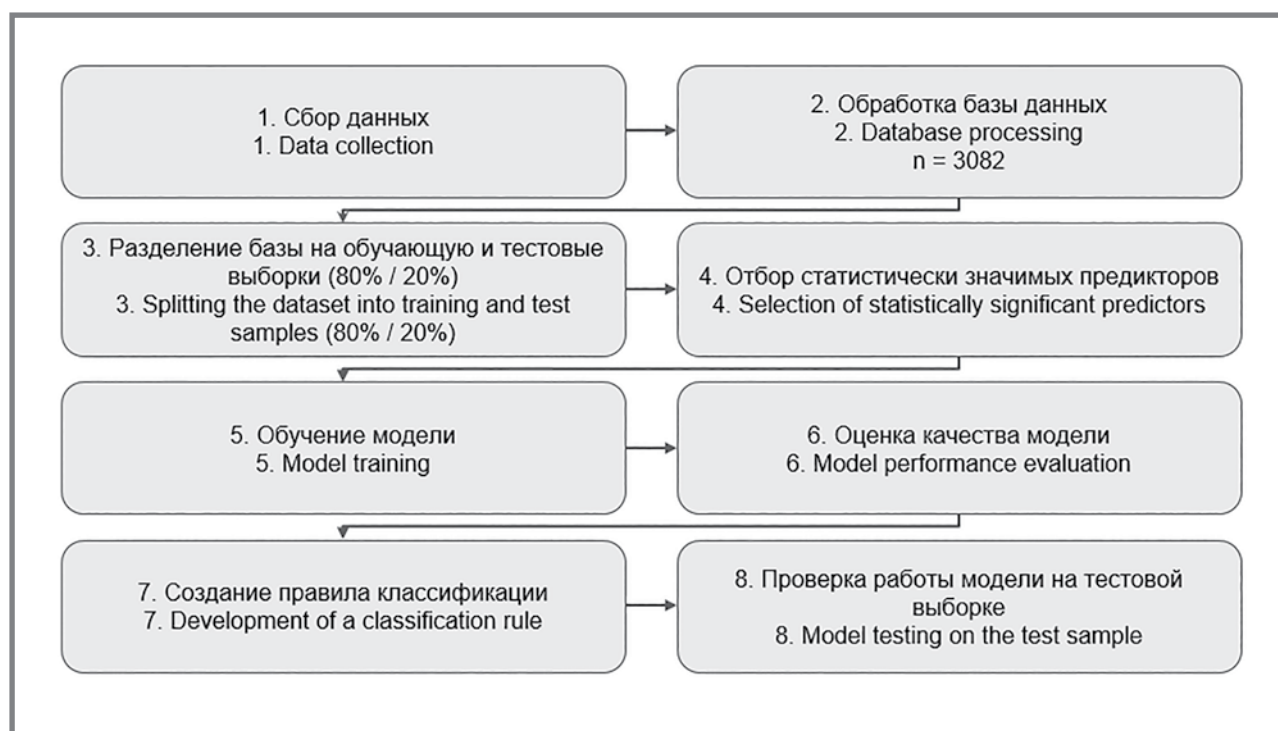 1. Сбор данных
1. Data collection
2. Обработка базы данных
2. Database processing
n = 3082
3. Разделение базы на обучающую и тестовые
выборки (80% / 20%)
3. Splitting the dataset into training and test
samples (80% / 20%)
4. Отбор статистически значимых предикторов
4. Selection of statistically significant predictors
5. Обучение модели
5. Model training
6. Оценка качества модели
6. Model performance evaluation
7. Создание правила классификации
7. Development of a classification rule
8. Проверка работы модели на тестовой
выборке
8. Model testing on the test sample